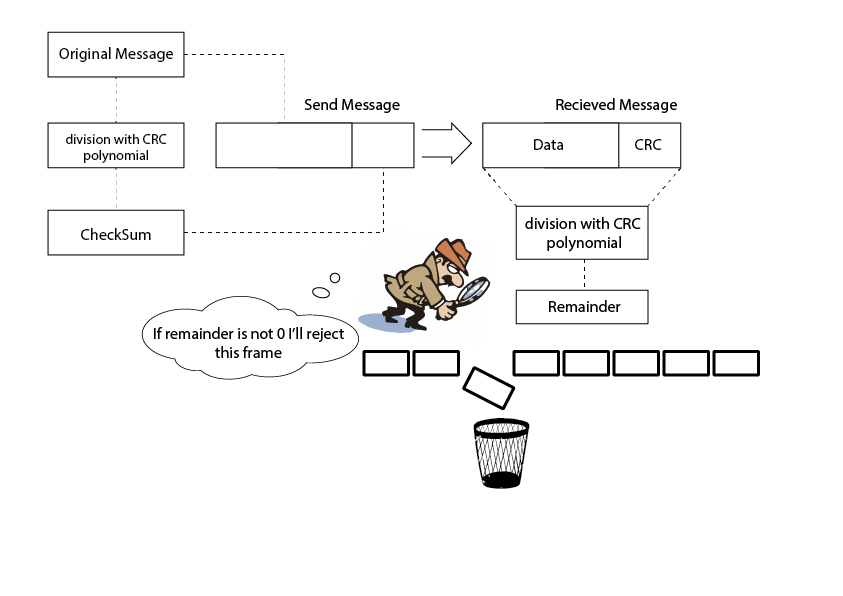 Original Message
Send Message
Recieved Message
division with CRC
polynomial
Data
CRC
CheckSum
division with CRC
polynomial
Remainder
If remainder is not 0 I'll reject
this frame